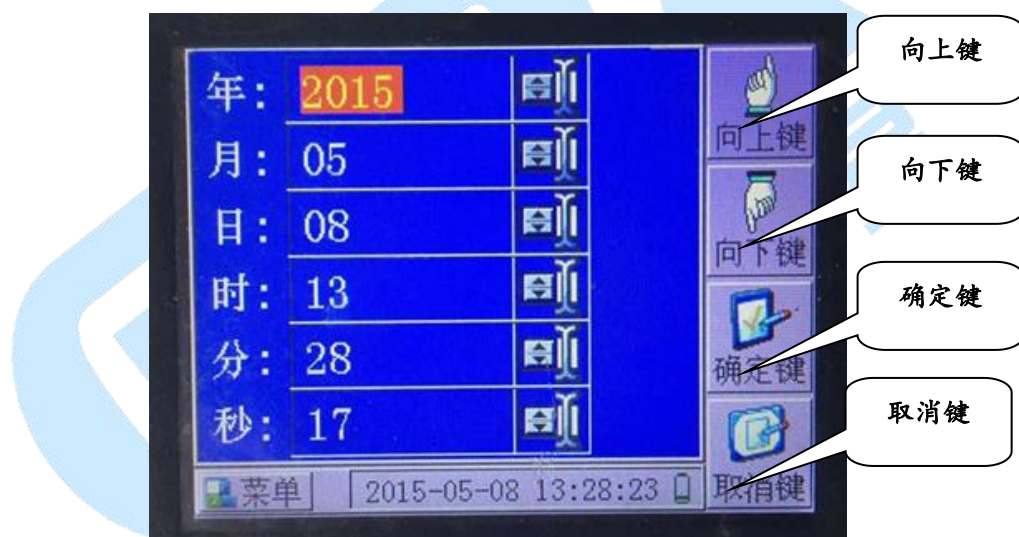 年：2015
月：05
日：08
时：13
分：28
秒：17
菜单 2015-05-08 13:28:23
向上键
向下键
确定键
取消键
向上键
向下键
确定键
取消键